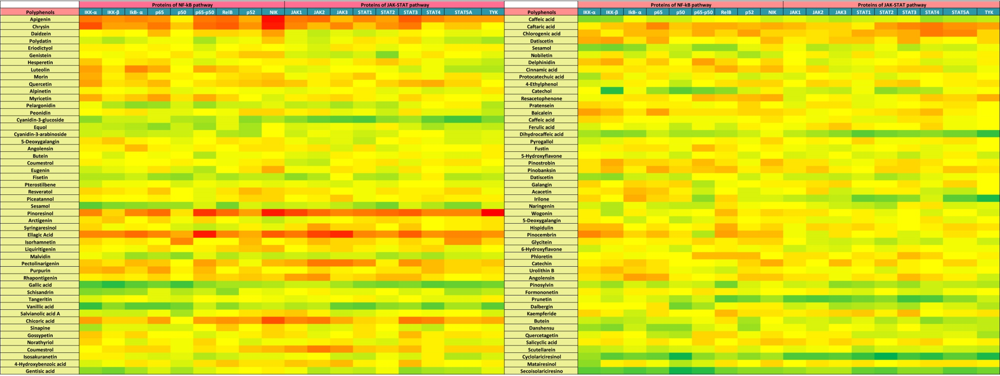 Proteins of NF-kB pathway Proteins of JAK-STAT pathway Proteins of NF-kB pathway Proteins of JAK-STAT pathway
Polyphenols IKK-α IKK-β IkB- α p65 p50 p65-p50 RelB p52 NIK JAK1 JAK2 JAK3 STAT1 STAT2 STAT3 STAT4 STAT5A TYK Polyphenols IKK-α IKK-β IkB- α p65 p50 p65-p50 RelB p52 NIK JAK1 JAK2 JAK3 STAT1 STAT2 STAT3 STAT4 STAT5A TYK
Apigenin Caffeic acid
Chrysin Caftaric acid
Daidzein Chlorogenic acid
Polydatin Datiscetin
Eriodictyol Sesamol
Genistein Nobiletin
Hesperetin Delphinidin
Luteolin Cinnamic acid
Morin Protocatechuic acid
Quercetin 4-Ethylphenol
Alpinetin Catechol
Myricetin Resacetophenone
Pelargonidin Pratensein
Peonidin Baicalein
Cyanidin-3-glucoside Caffeic acid
Equol Ferulic acid
Cyanidin-3-arabinoside Dihydrocaffeic acid
5-Deoxygalangin Pyrogallol
Angolensin Fustin
Butein 5-Hydroxyflavone
Coumestrol Pinostrobin
Eugenin Pinobanksin
Fisetin Datiscetin
Pterostilbene Galangin
Resveratol Acacetin
Piceatannol Irilone
Sesamol Naringenin
Pinoresinol Wogonin
Arctigenin 5-Deoxygalangin
Syringaresinol Hispidulin
Ellagic Acid Pinocembrin
Isorhamnetin Glycitein
Liquiritigenin 6-Hydroxyflavone
Malvidin Phloretin
Pectolinarigenin Catechin
Purpurin Urolithin B
Rhapontigenin Angolensin
Gallic acid Pinosylvin
Schisandrin Formononetin
Tangeritin Prunetin
Vanillic acid Dalbergin
Salvianolic acid A Kaempferide
Chicoric acid Butein
Sinapine Danshensu
Gossypetin Quercetagetin
Norathyriol Salicyclic acid
Coumestrol Scutellarein
Isosakuranetin Cyclolariciresinol
4-Hydroxybenzoic acid Matairesinol
Gentisic acid Secoisolariciresino